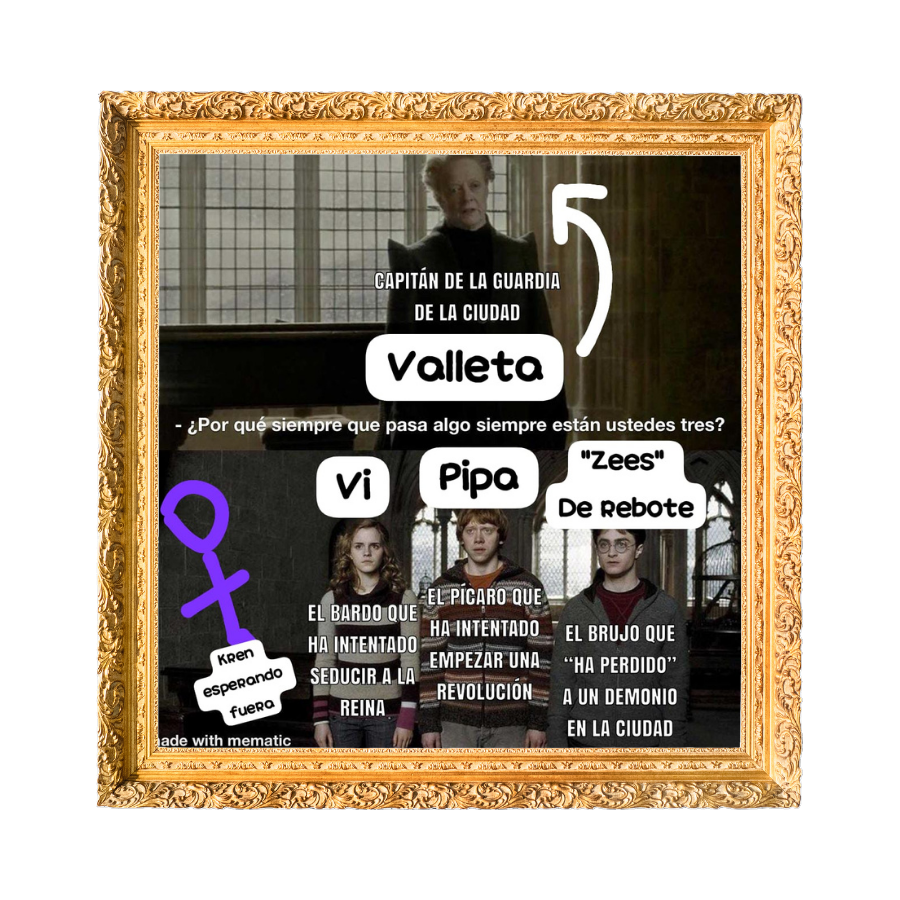 CAPITÁN DE LA GUARDIA
DE LA CIUDAD
Valleta
- ¿Por qué siempre que pasa algo siempre están ustedes tres?
Vi
Pipa
"Zees"
De Rebote
EL BARDO QUE
HA INTENTADO
SEDUCIR A LA
REINA
-EL PÍCARO QUE
HA INTENTADO
EMPEZAR UNA
REVOLUCIÓN
EL BRUJO QUE
“HA PERDIDO”
A UN DEMONIO
EN LA CIUDAD
Kren
esperando
fuera
ade with mematic